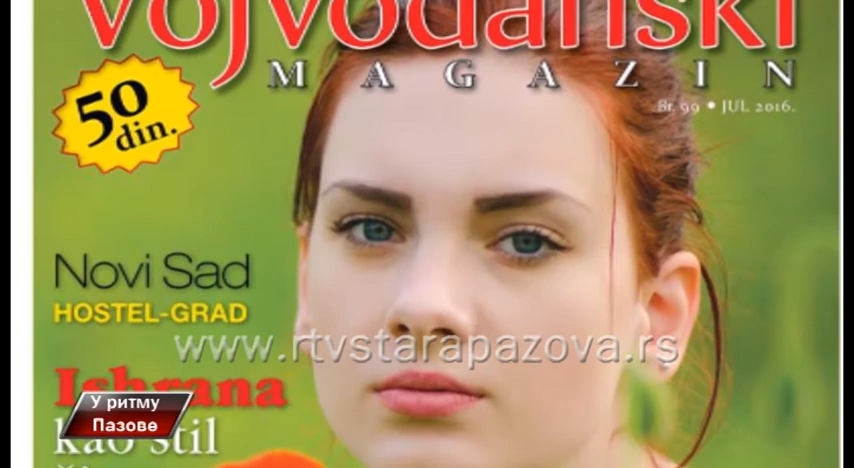 Vojvođanski
MAGAZIN
Br. 99 • JUL 2016.
50
din.
Novi Sad
HOSTEL-GRAD
www.rtvstarapazova.rs
Ishrana
kao stil
У ритму
Пазове